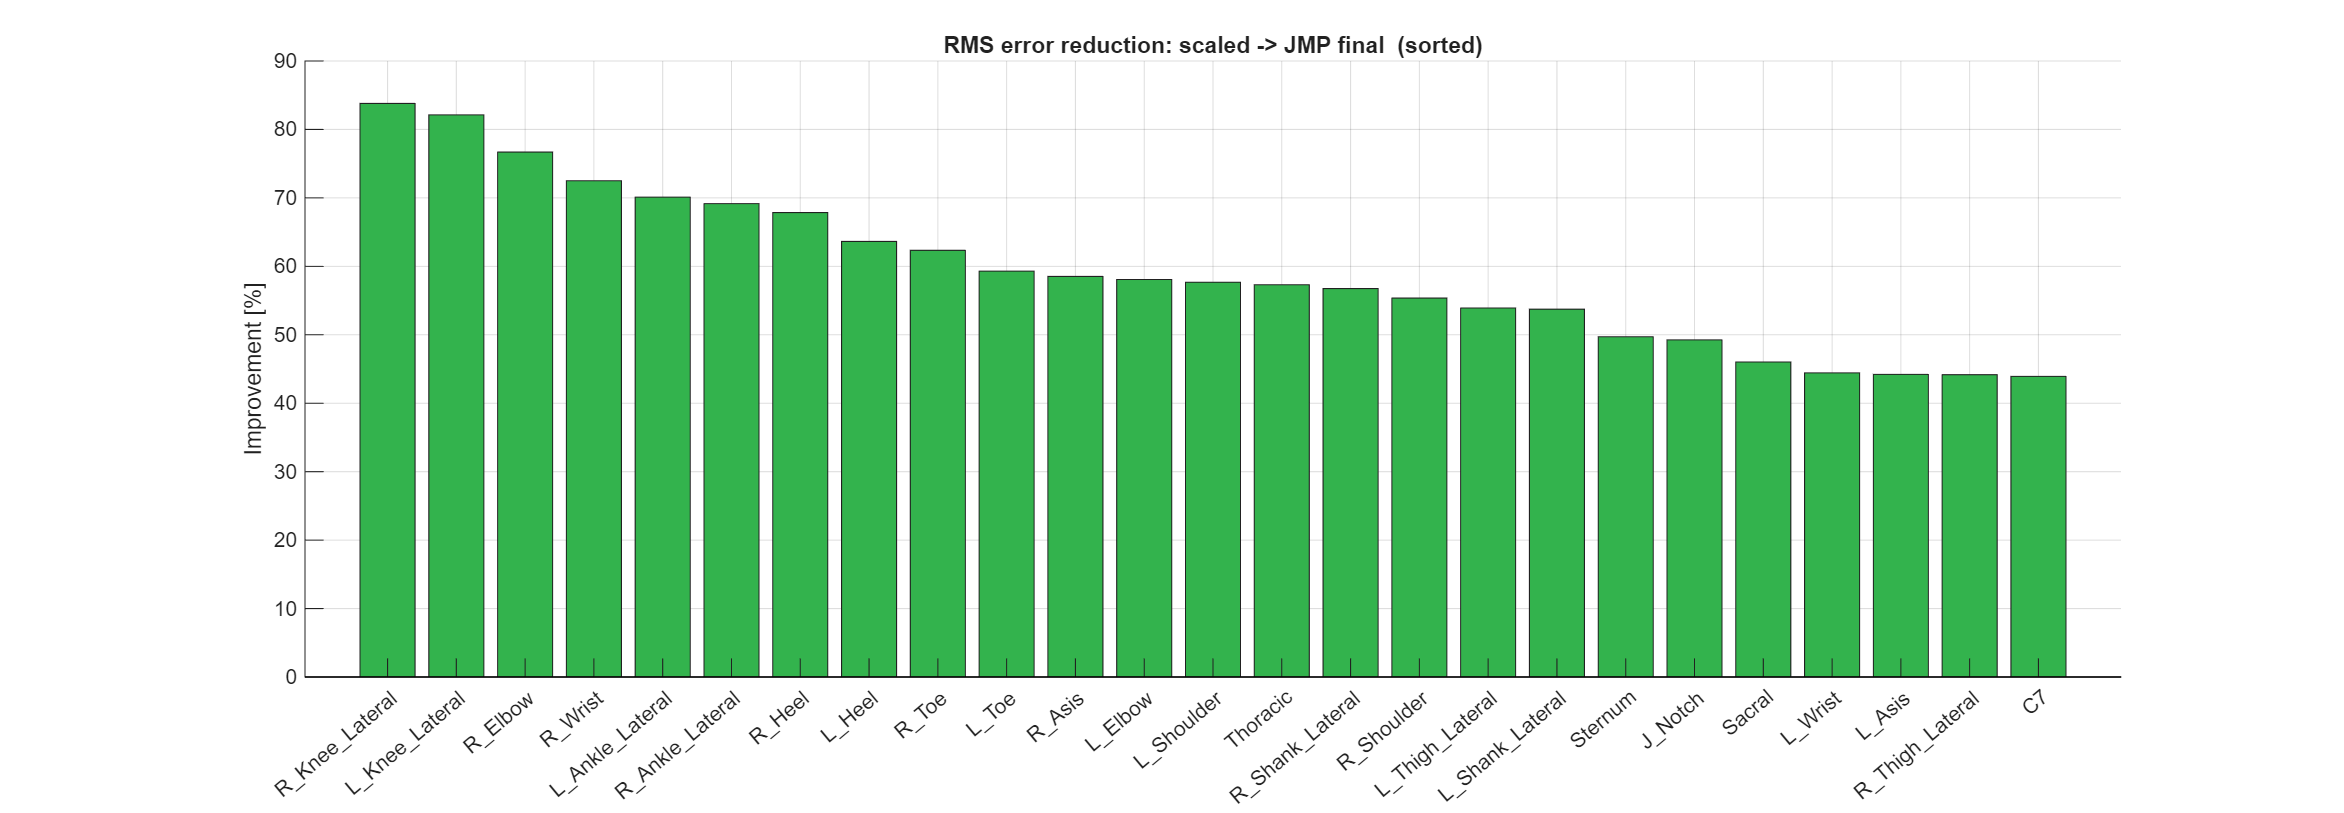 RMS error reduction: scaled -> JMP final (sorted)
Improvement [%]
90
80
70
60
50
40
30
20
10
0
R_Knee_Lateral
L_Knee_Lateral
R_Elbow
R_Wrist
L_Ankle_Lateral
R_Ankle_Lateral
R_Heel
L_Heel
R_Toe
L_Toe
R_Asis
L_Elbow
L_Shoulder
Thoracic
R_Shank_Lateral
R_Shoulder
L_Thigh_Lateral
L_Shank_Lateral
Sternum
J_Notch
Sacral
L_Wrist
L_Asis
R_Thigh_Lateral
C7